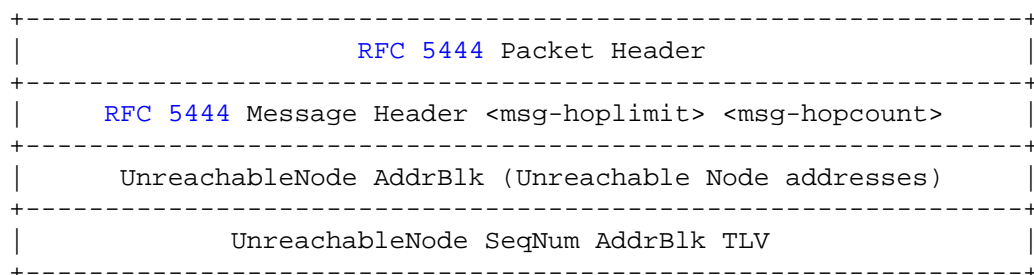 RFC 5444 Packet Header
RFC 5444 Message Header <msg-hoplimit> <msg-hopcount>
UnreachableNode AddrBlk (Unreachable Node addresses)
UnreachableNode SeqNum AddrBlk TLV